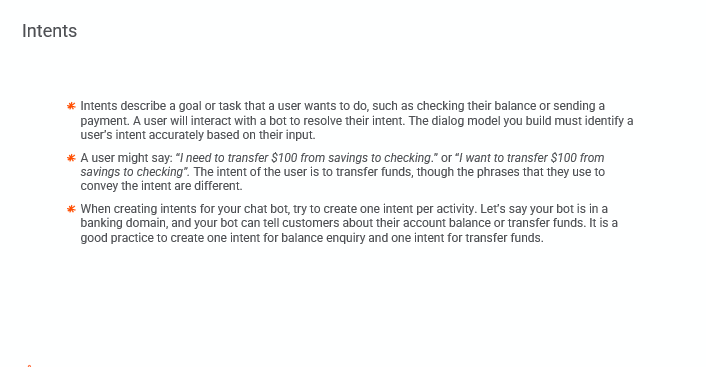 Intents
Intents describe a goal or task that a user wants to do, such as checking their balance or sending a
payment. A user will interact with a bot to resolve their intent. The dialog model you build must identify a
user's intent accurately based on their input.
A user might say: “I need to transfer $100 from savings to checking.” or “I want to transfer $100 from
savings to checking”. The intent of the user is to transfer funds, though the phrases that they use to
convey the intent are different.
When creating intents for your chat bot, try to create one intent per activity. Let's say your bot is in a
banking domain, and your bot can tell customers about their account balance or transfer funds. It is a
good practice to create one intent for balance enquiry and one intent for transfer funds.